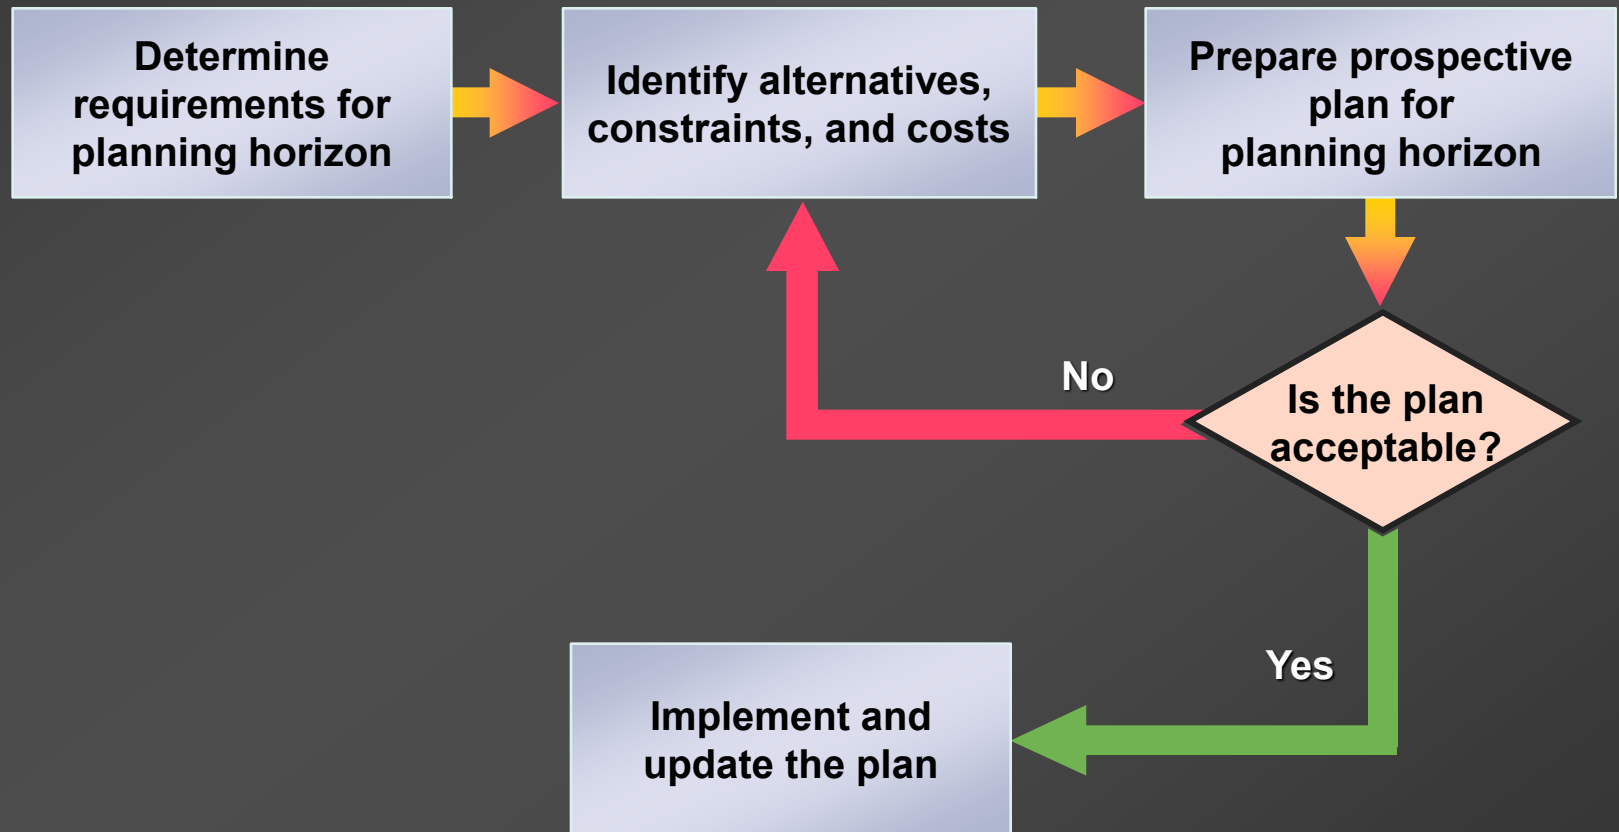 Determine
requirements for
planning horizon
Identify alternatives,
constraints, and costs
Prepare prospective
plan for
planning horizon
No
Is the plan
acceptable?
Yes
Implement and
update the plan